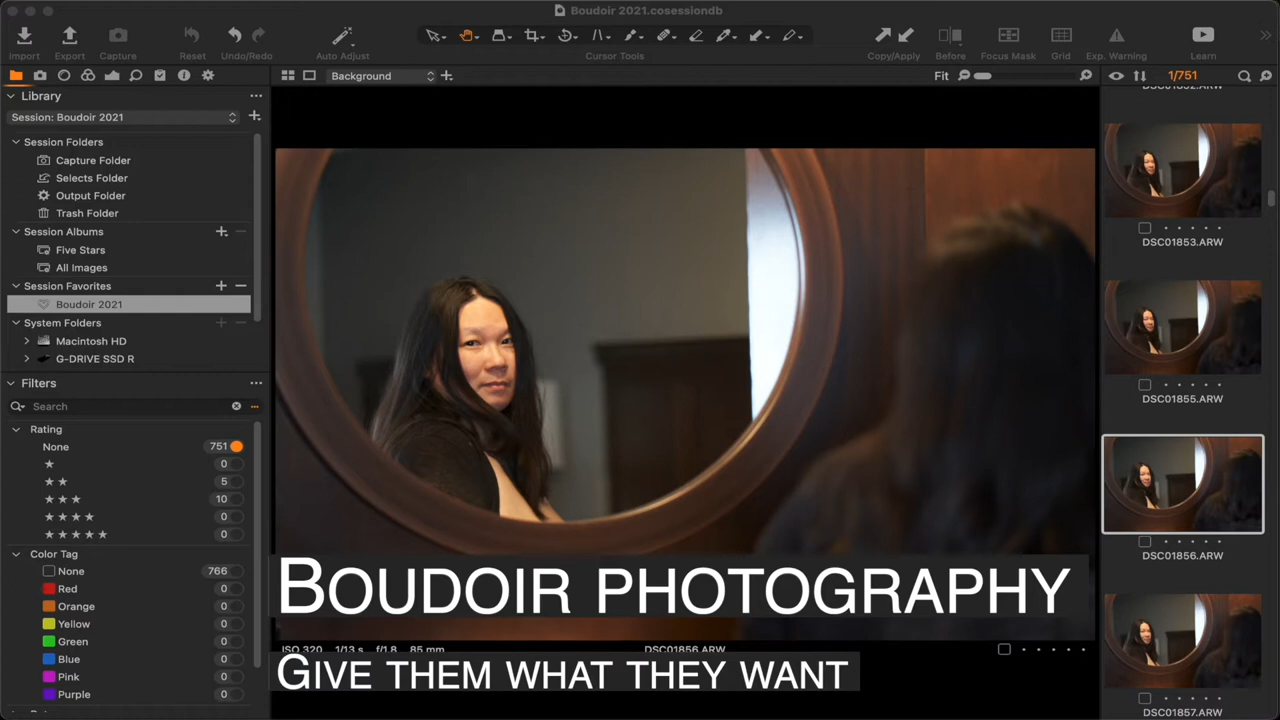 Boudoir 2021.cosessiondb
Import
Export
Capture
Reset
Undo/Redo
Auto Adjust
Cursor Tools
Copy/Apply
Before
Focus Mask
Grid
Exp. Warning
Learn
Background
Fit
1/751
Library
Session: Boudoir 2021
Session Folders
Capture Folder
Selects Folder
Output Folder
Trash Folder
Session Albums
Five Stars
All Images
Session Favorites
Boudoir 2021
System Folders
Macintosh HD
G-DRIVE SSD R
Filters
Search
Rating
None 751
0
5
10
0
0
Color Tag
None 766
Red 0
Orange 0
Yellow 0
Green 0
Blue 0
Pink 0
Purple 0
BOUDOIR PHOTOGRAPHY
ISO 320 1/13 s f/1.8 85 mm
DSC01856.ARW
GIVE THEM WHAT THEY WANT
DSC01852.ARW
DSC01853.ARW
DSC01855.ARW
DSC01856.ARW
DSC01857.ARW